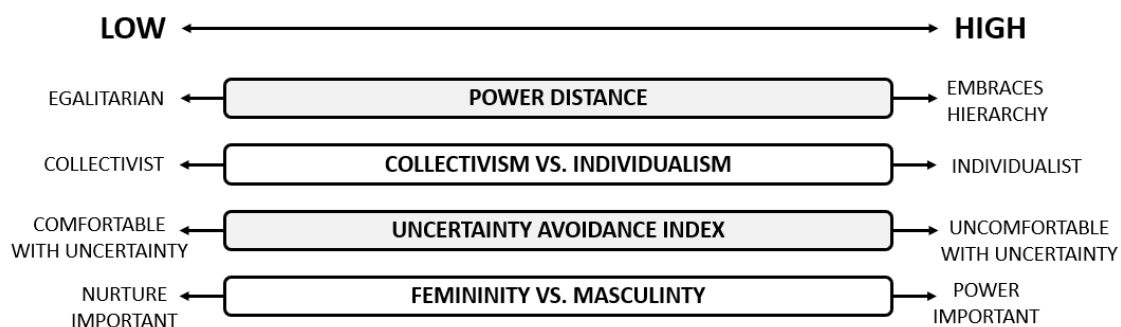 LOW
HIGH
EGALITARIAN
POWER DISTANCE
EMBRACES
HIERARCHY
COLLECTIVIST
COLLECTIVISM VS. INDIVIDUALISM
INDIVIDUALIST
COMFORTABLE
WITH UNCERTAINTY
UNCERTAINTY AVOIDANCE INDEX
UNCOMFORTABLE
WITH UNCERTAINTY
NURTURE
IMPORTANT
FEMININITY VS. MASCULINTY
POWER
IMPORTANT